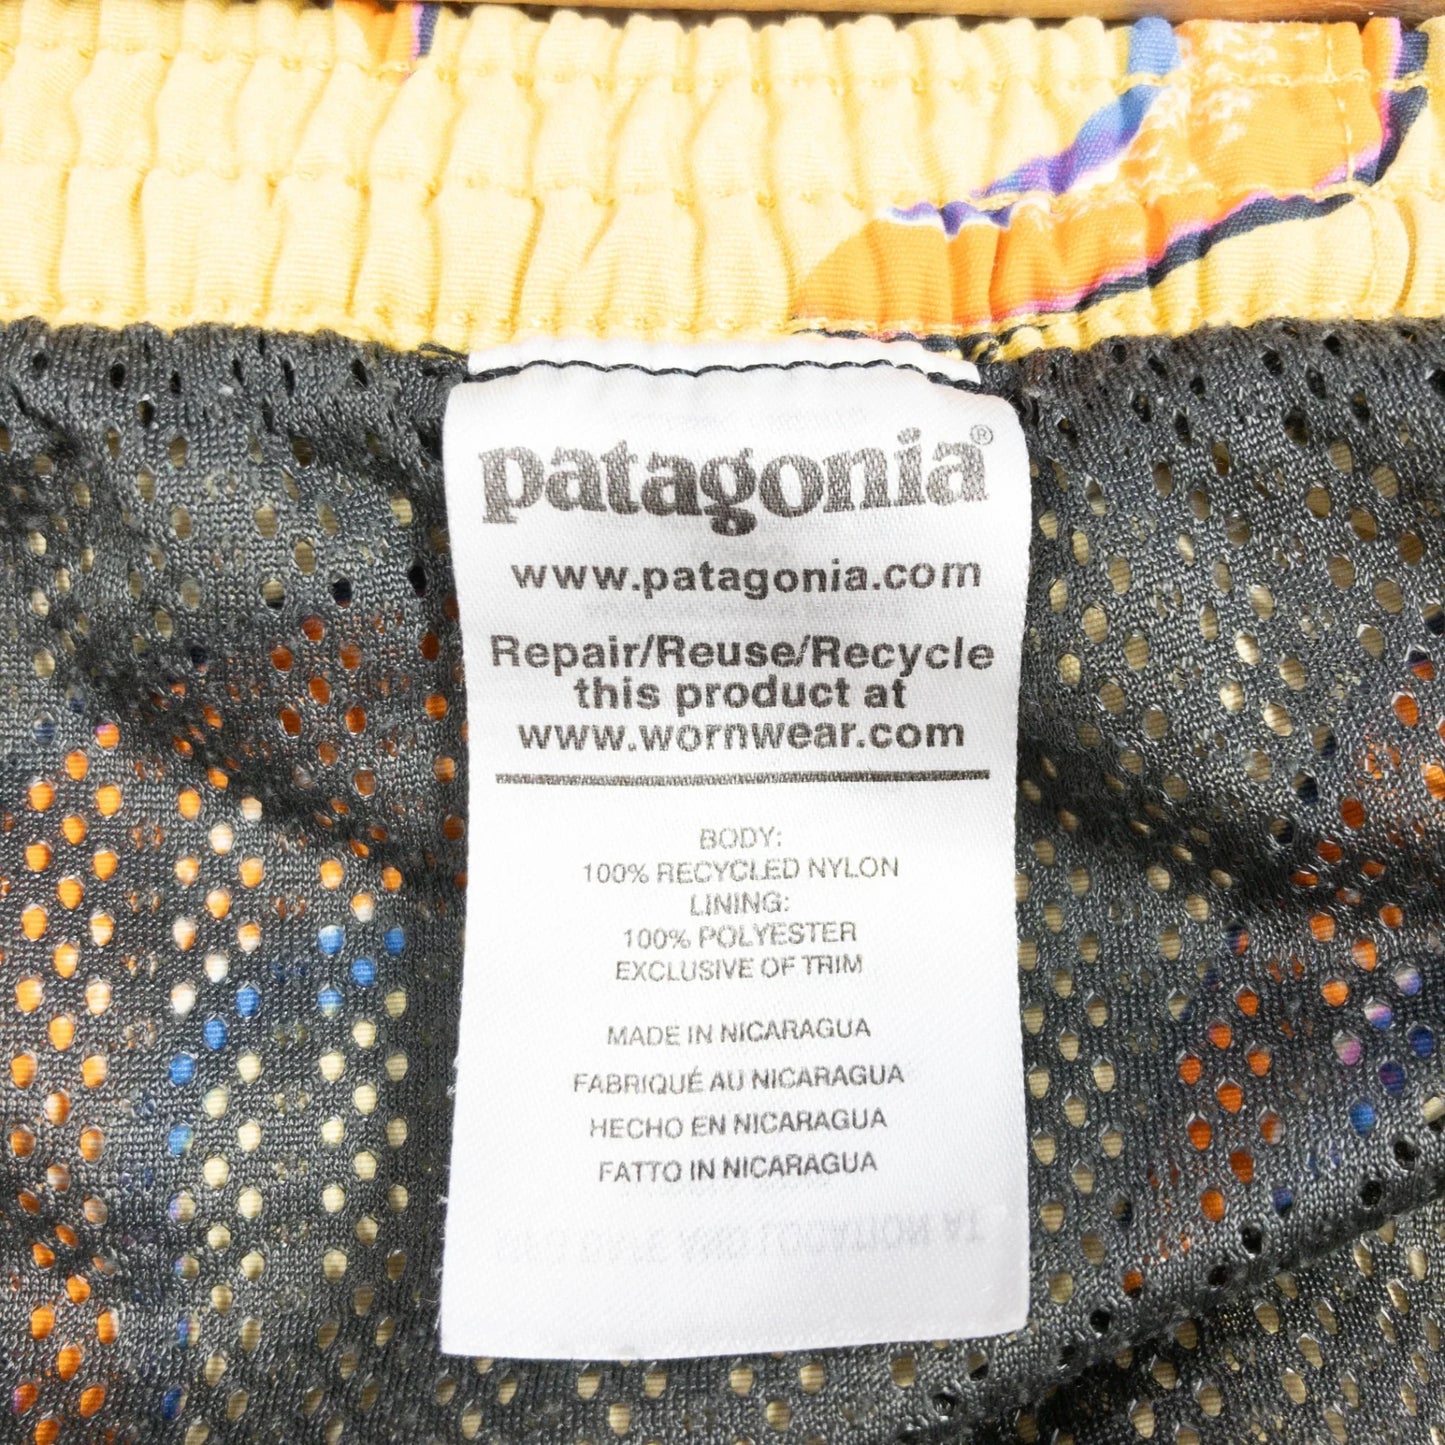 patagonia®
www.patagonia.com
Repair/Reuse/Recycle
this product at
www.wornwear.com
BODY:
100% RECYCLED NYLON
LINING:
100% POLYESTER
EXCLUSIVE OF TRIM
MADE IN NICARAGUA
FABRIQUÉ AU NICARAGUA
HECHO EN NICARAGUA
FATTO IN NICARAGUA